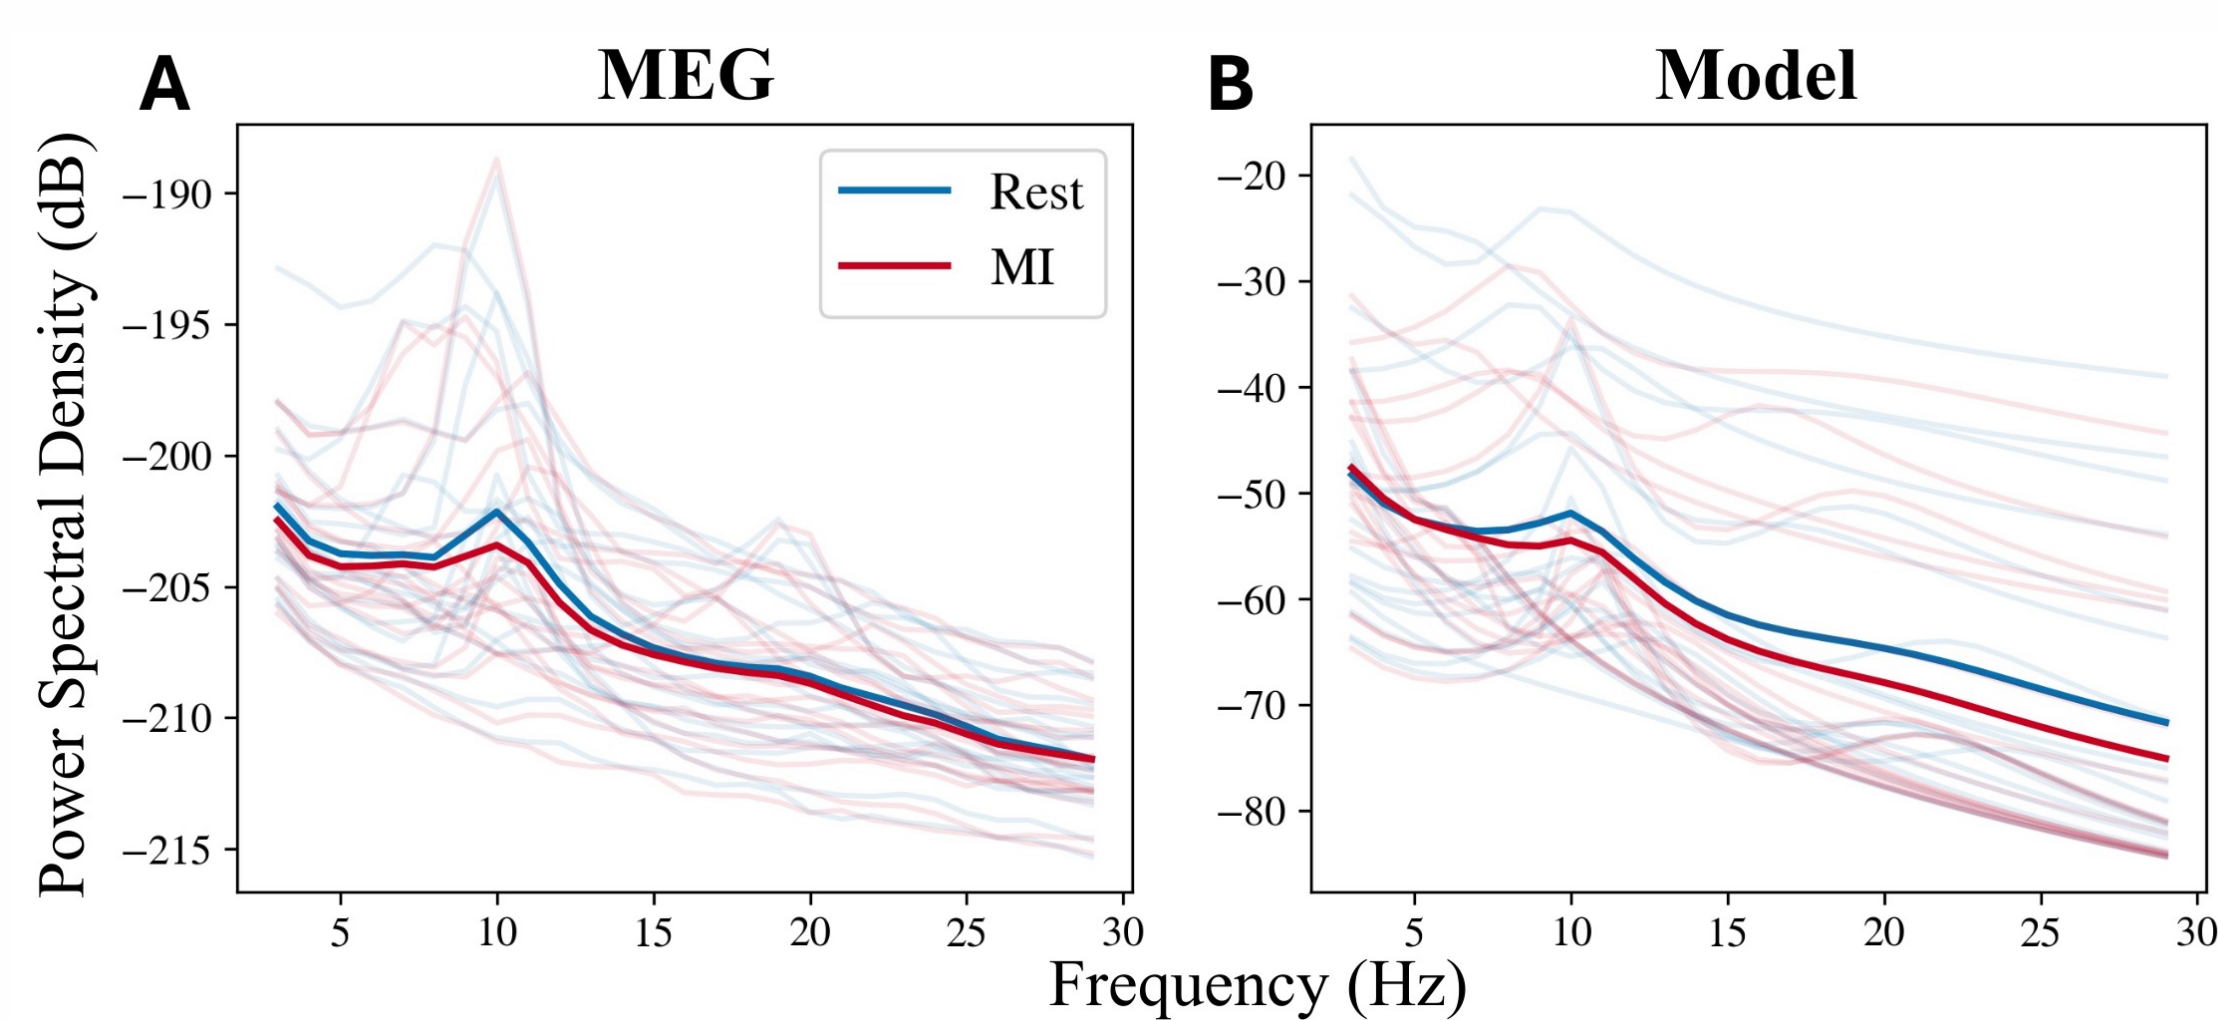 A MEG
B Model
Power Spectral Density (dB)
Rest
MI
−190
−195
−200
−205
−210
−215
5 10 15 20 25 30
−20
−30
−40
−50
−60
−70
−80
5 10 15 20 25 30
Frequency (Hz)